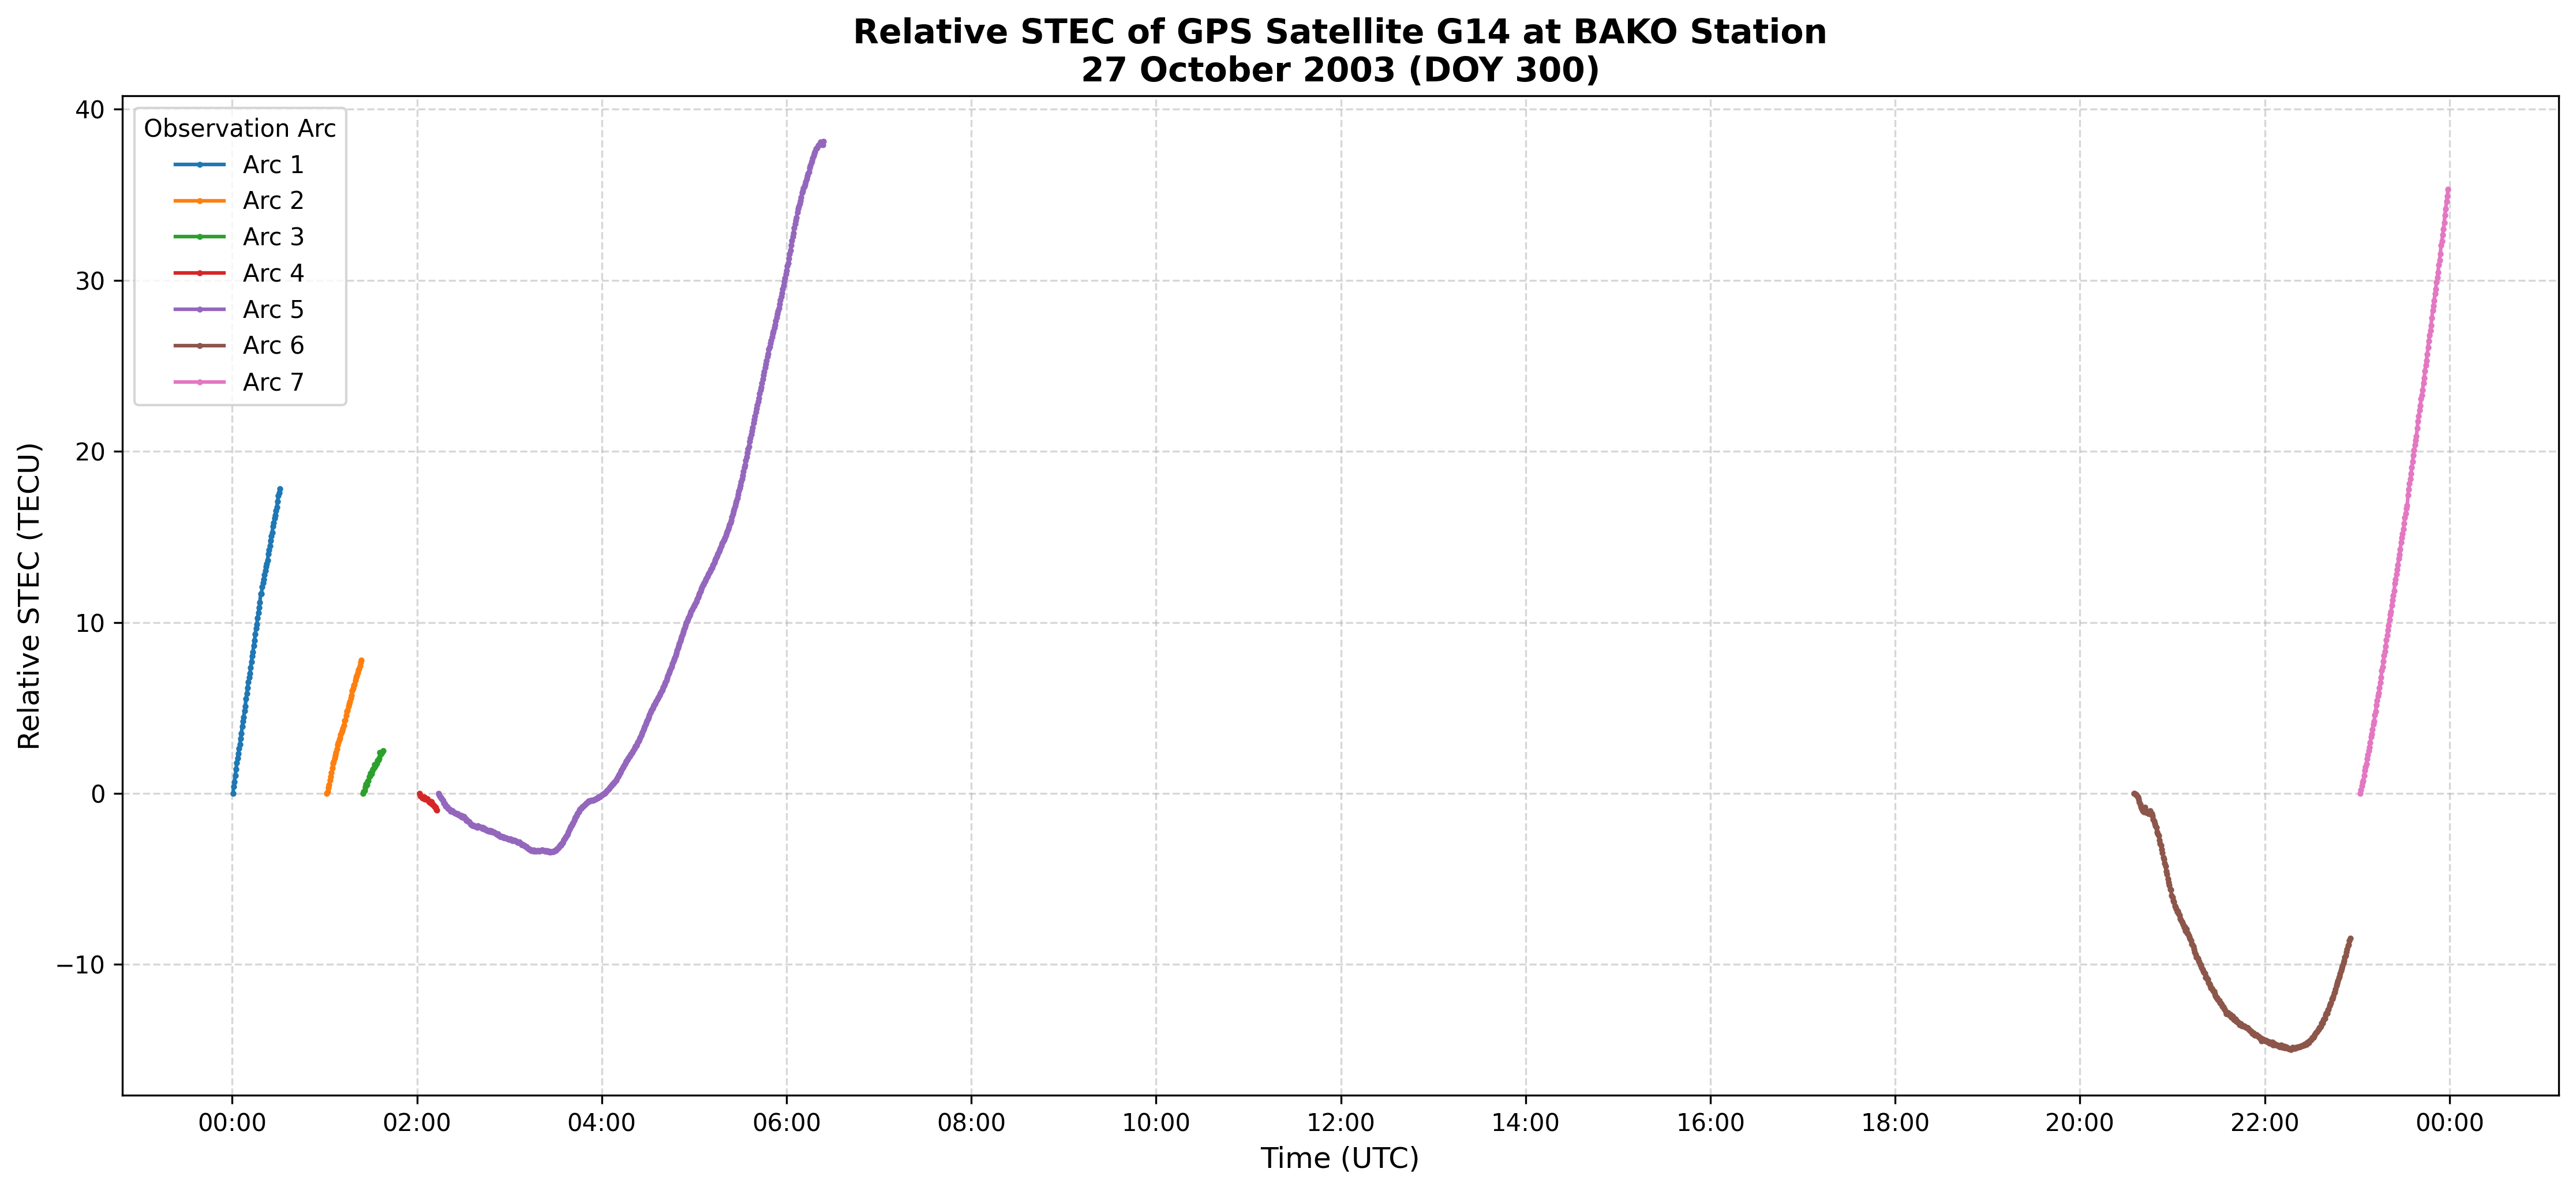 Relative STEC of GPS Satellite G14 at BAKO Station
27 October 2003 (DOY 300)
Relative STEC (TECU)
40
30
20
10
0
−10
Observation Arc
Arc 1
Arc 2
Arc 3
Arc 4
Arc 5
Arc 6
Arc 7
00:00 02:00 04:00 06:00 08:00 10:00 12:00 14:00 16:00 18:00 20:00 22:00 00:00
Time (UTC)